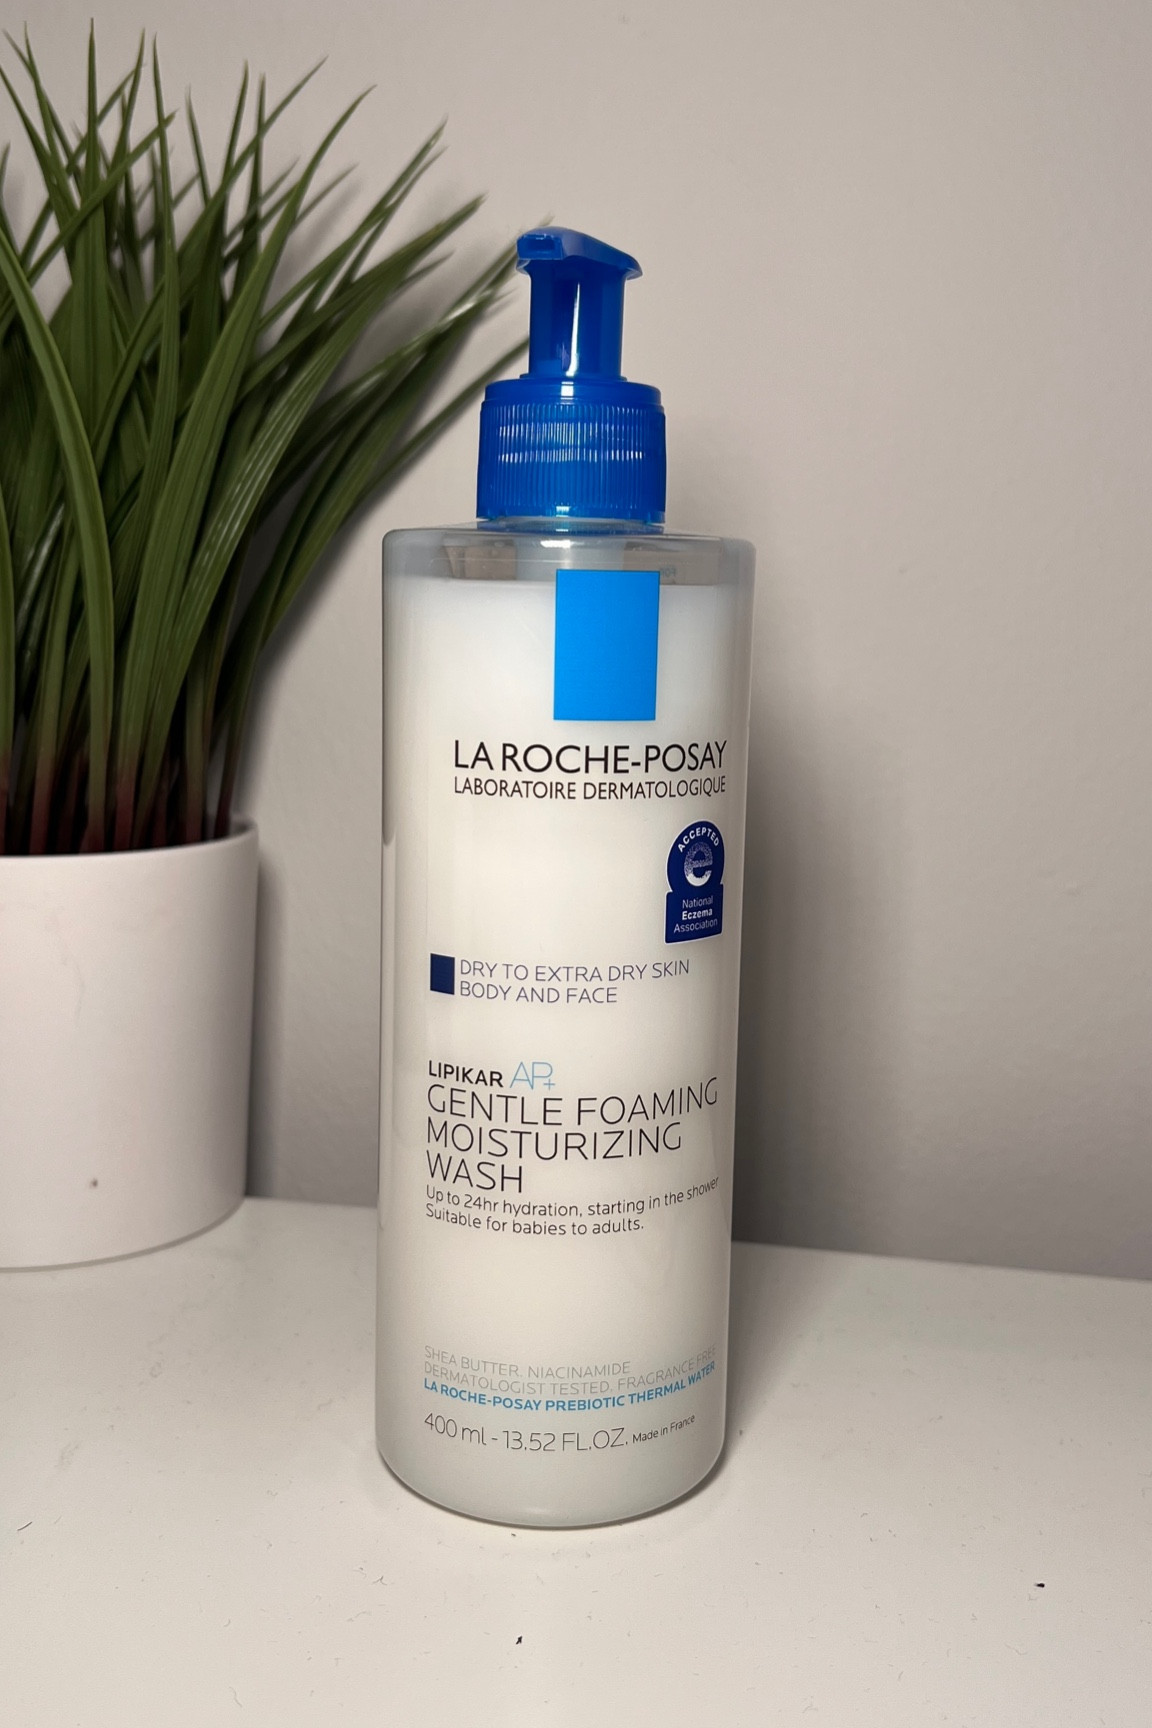 LA ROCHE-POSAY
LABORATOIRE DERMATOLOGIQUE
ACCEPTED
e
National
Eczema
Association
DRY TO EXTRA DRY SKIN
BODY AND FACE
LIPIKAR AP+
GENTLE FOAMING
MOISTURIZING
WASH
Up to 24hr hydration, starting in the shower
Suitable for babies to adults.
SHEA BUTTER. NIACINAMIDE
DERMATOLOGIST TESTED. FRAGRANCE FREE
LA ROCHE-POSAY PREBIOTIC THERMAL WATER
400 ml - 13.52 FL.OZ. Made in France